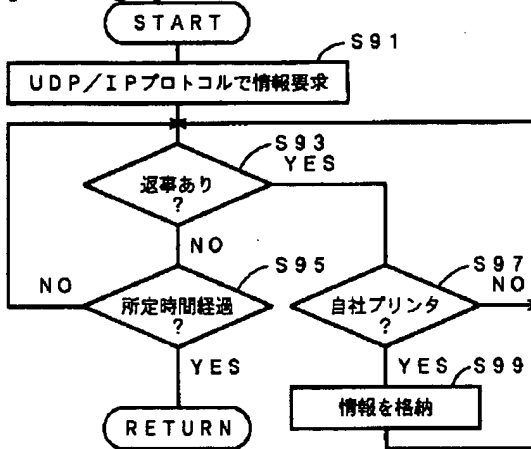 START
S91
UDP/IPプロトコルで情報要求
S93
YES
返事あり
?
NO
S95
NO
所定時間経過
?
YES
RETURN
S97
NO
自社プリンタ
?
YES
S99
情報を格納